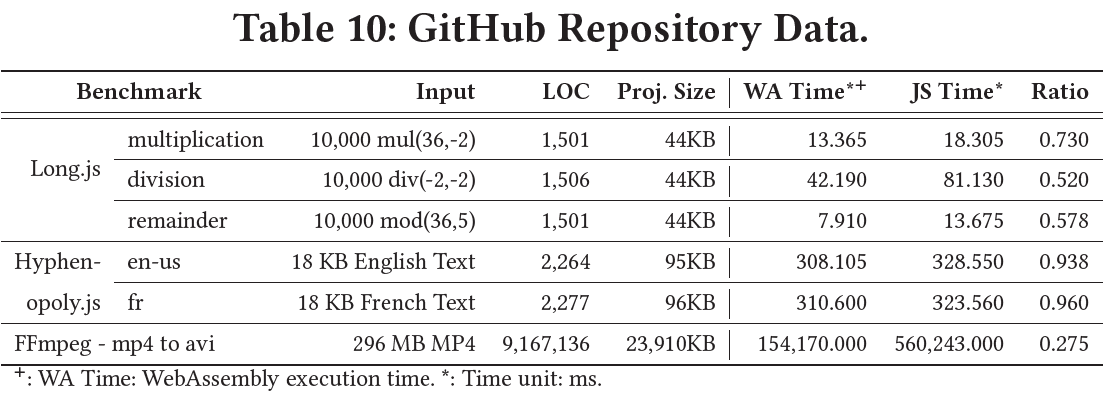 Table 10: GitHub Repository Data.
Benchmark Input LOC Proj. Size WA Time*+ JS Time* Ratio
Long.js multiplication 10,000 mul(36,-2) 1,501 44KB 13.365 18.305 0.730
division 10,000 div(-2,-2) 1,506 44KB 42.190 81.130 0.520
remainder 10,000 mod(36,5) 1,501 44KB 7.910 13.675 0.578
Hyphen- en-us 18 KB English Text 2,264 95KB 308.105 328.550 0.938
opoly.js fr 18 KB French Text 2,277 96KB 310.600 323.560 0.960
FFmpeg - mp4 to avi 296 MB MP4 9,167,136 23,910KB 154,170.000 560,243.000 0.275
+: WA Time: WebAssembly execution time. *: Time unit: ms.